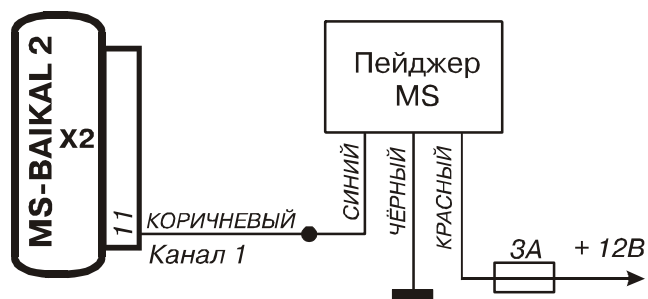 MS-BAIKAL 2
X2
11
КОРИЧНЕВЫЙ
Канал 1
Пейджер
MS
СИНИЙ
ЧЁРНЫЙ
КРАСНЫЙ
3А
+ 12В